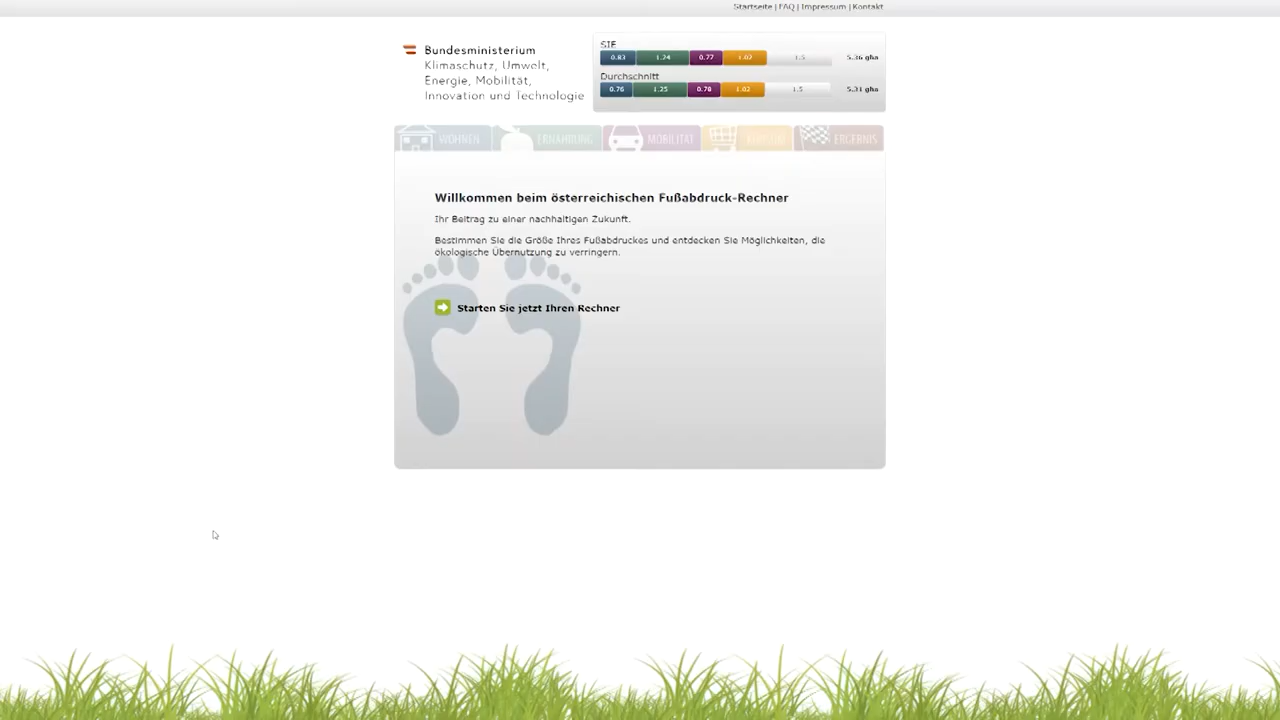 Startseite | FAQ | Impressum | Kontakt
Bundesministerium
Klimaschutz, Umwelt,
Energie, Mobilität,
Innovation und Technologie
SIE
0.83 1.24 0.77 1.02 1.5 5.36 gha
Durchschnitt
0.76 1.25 0.78 1.02 1.5 5.31 gha
WOHNEN ERNÄHRUNG MOBILITÄT KONSUM ERGEBNIS
Willkommen beim österreichischen Fußabdruck-Rechner
Ihr Beitrag zu einer nachhaltigen Zukunft.
Bestimmen Sie die Größe Ihres Fußabdruckes und entdecken Sie Möglichkeiten, die
ökologische Übernutzung zu verringern.
Starten Sie jetzt Ihren Rechner